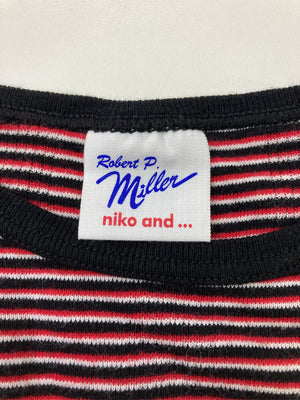 Robert P.
Miller
niko and ...